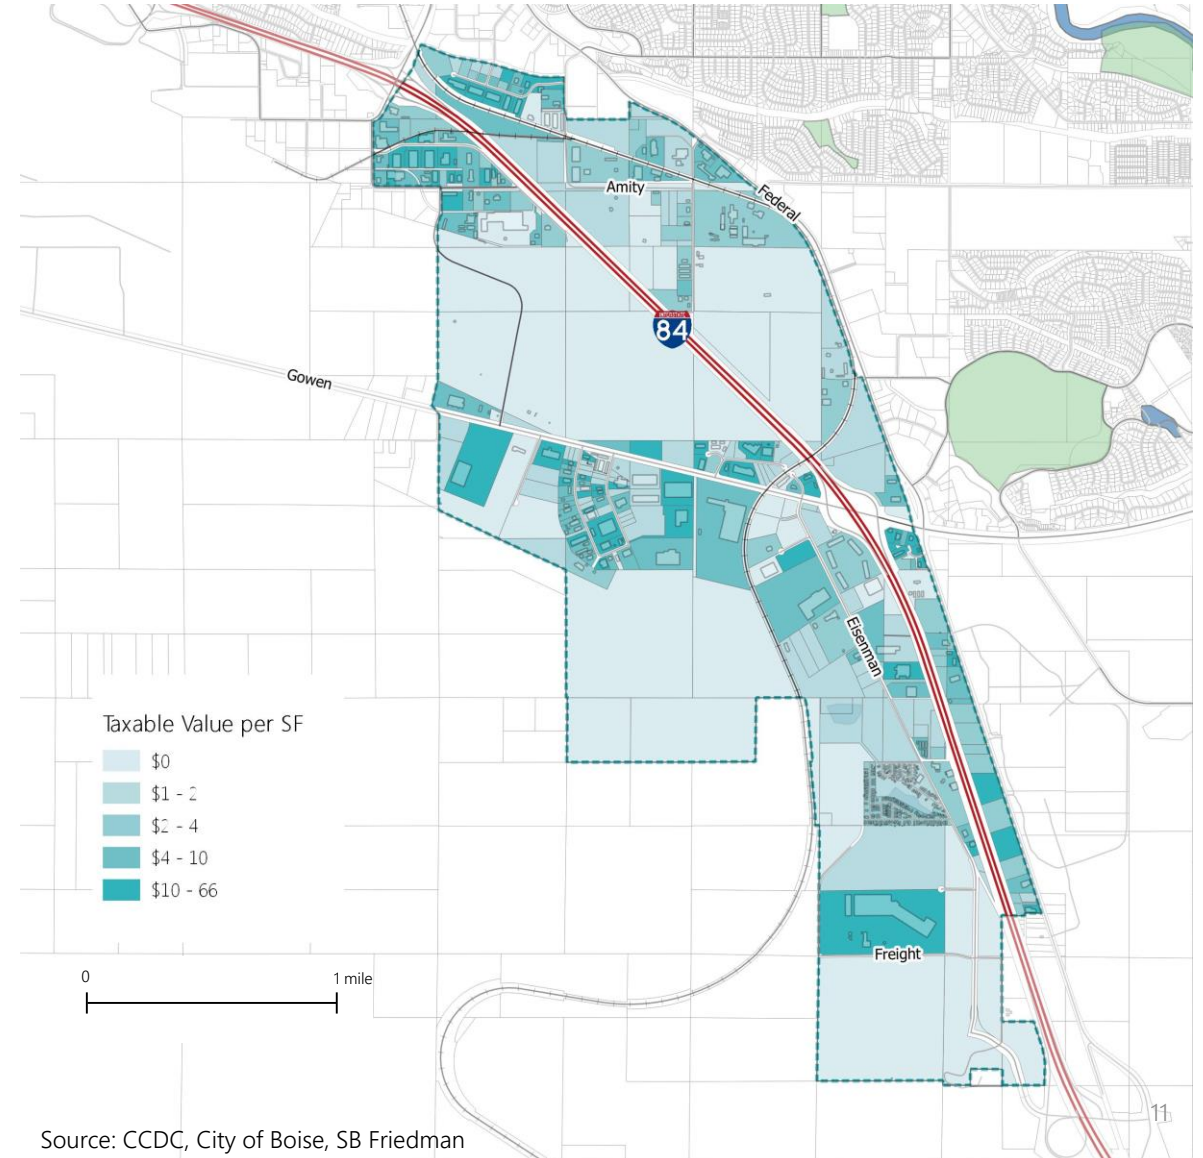 Amity
Federal
INTERSTATE
84
Gowen
Eisenman
Taxable Value per SF
$0
$1 - 2
$2 - 4
$4 - 10
$10 - 66
0
1 mile
Freight
11
Source: CCDC, City of Boise, SB Friedman